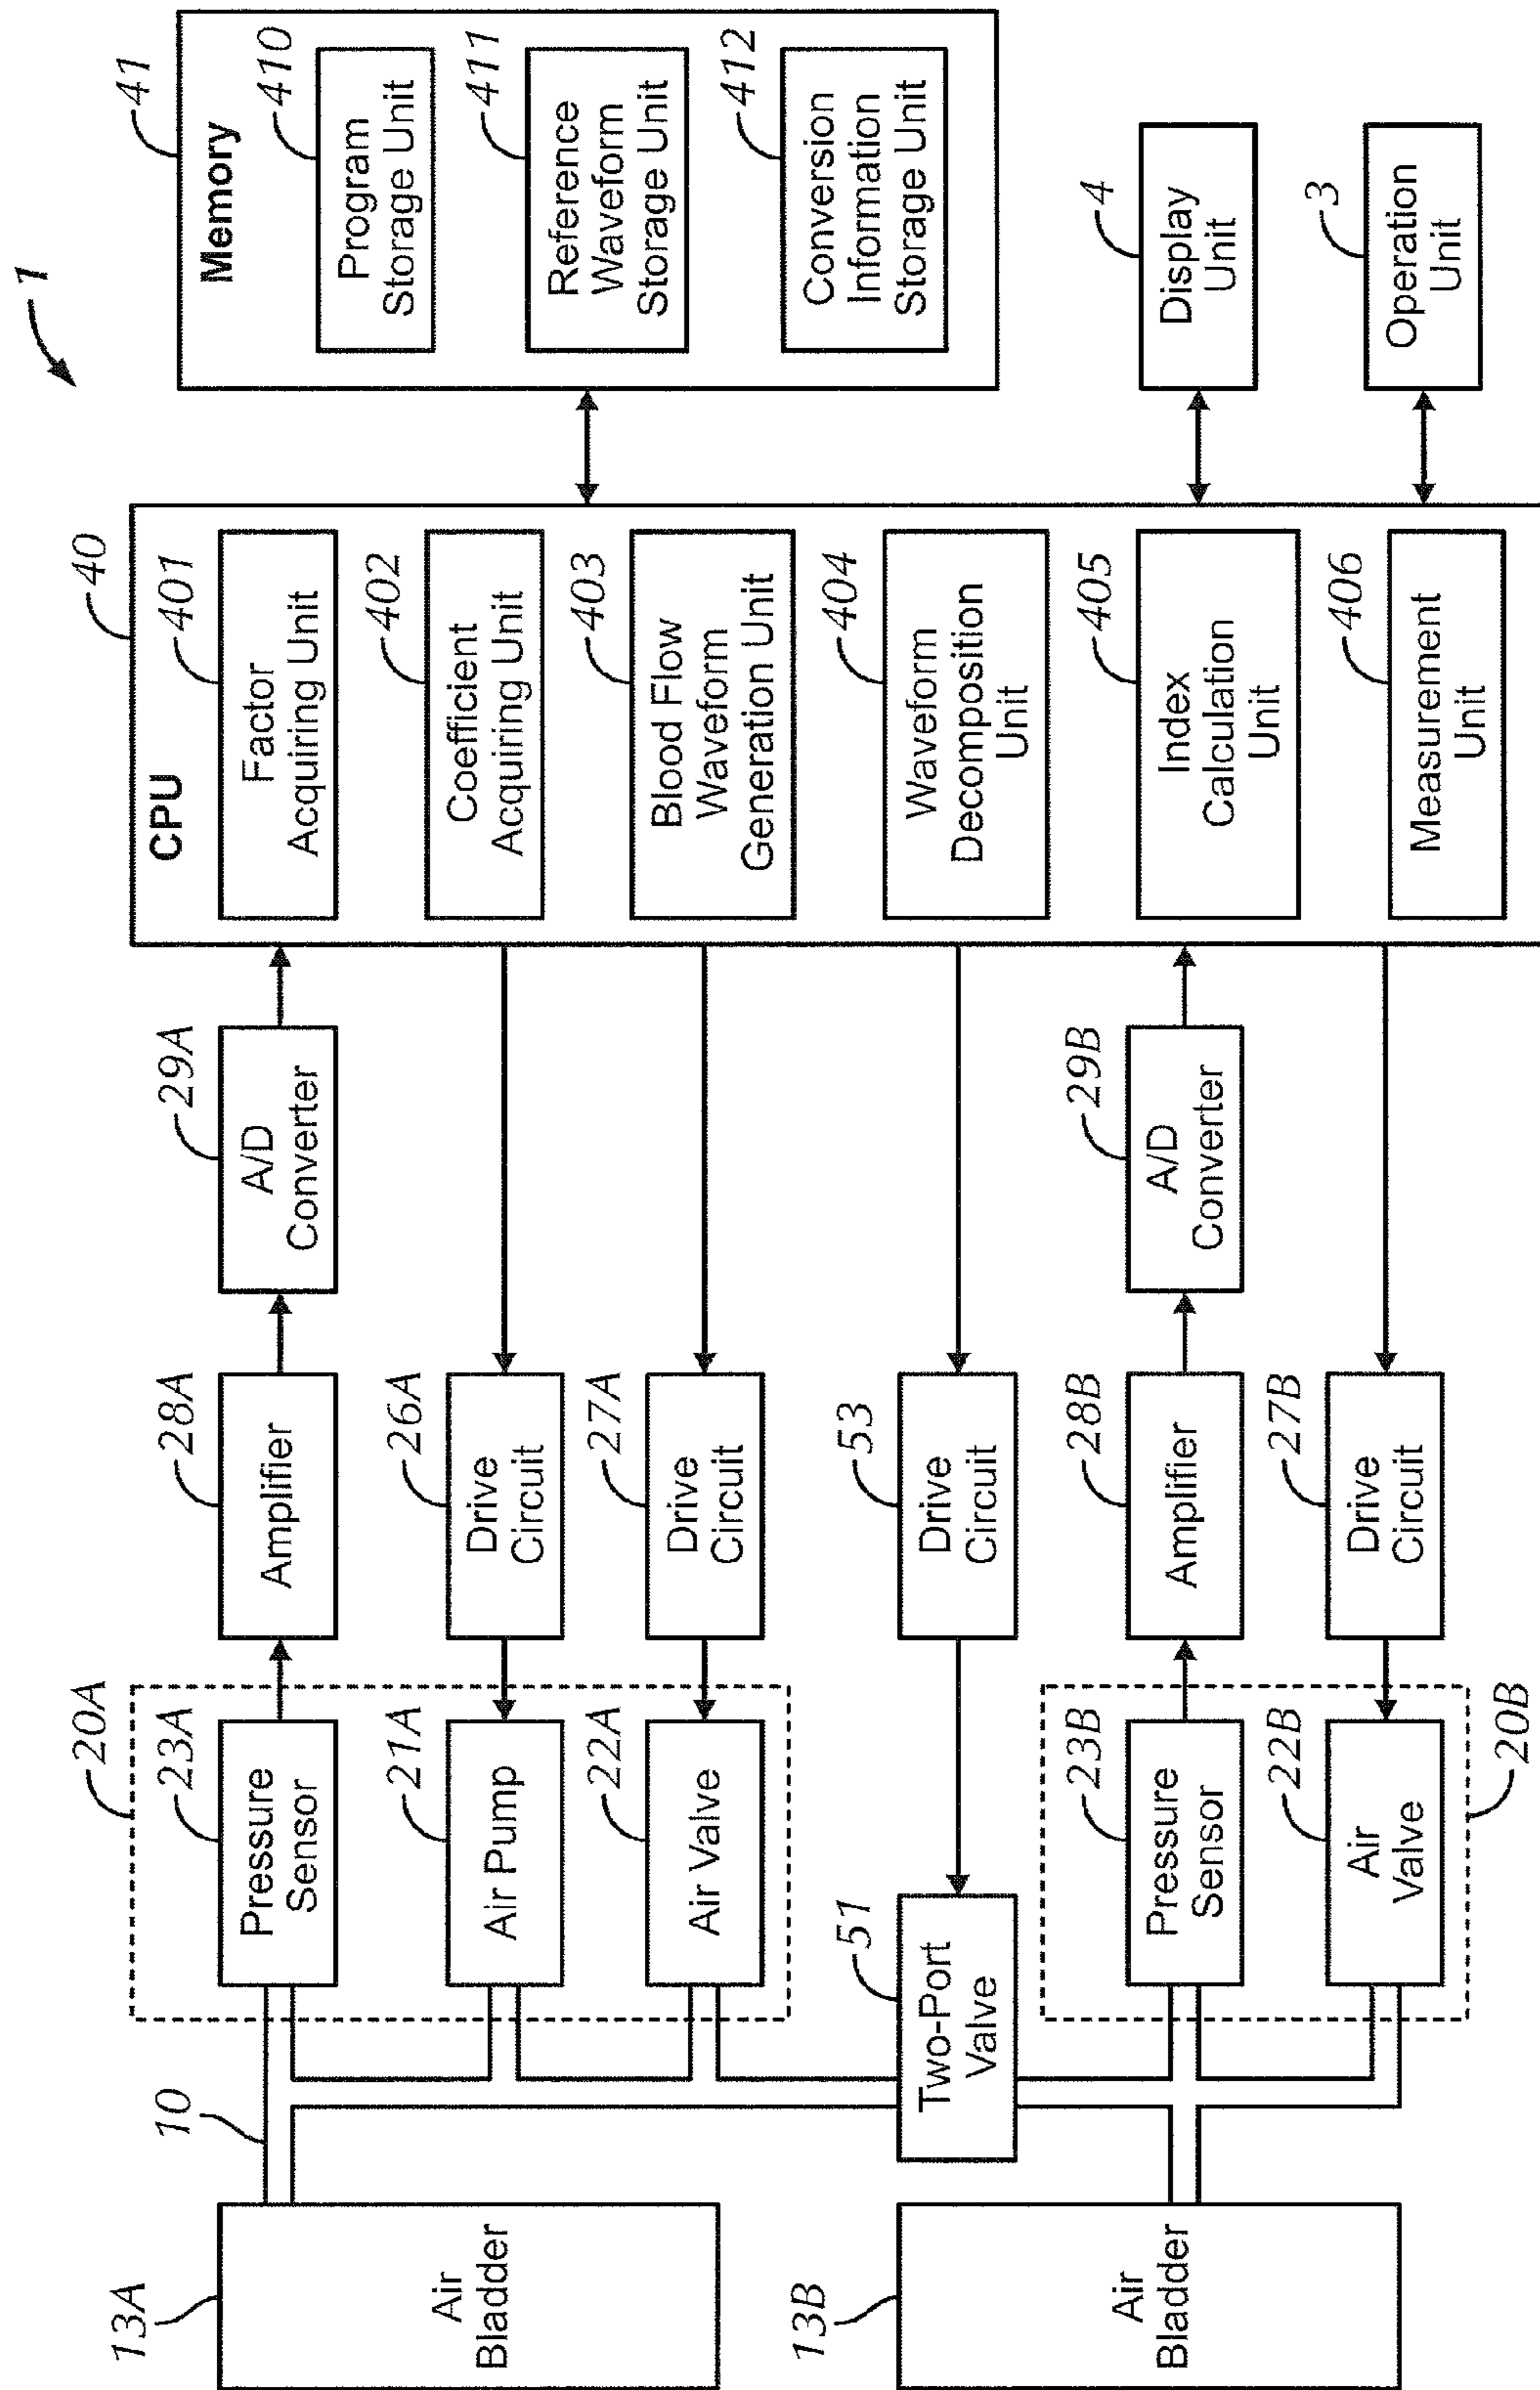 1
41
Memory
410
Program
Storage Unit
411
Reference
Waveform
Storage Unit
412
Conversion
Information
Storage Unit
4
Display
Unit
3
Operation
Unit
40
CPU
401
Factor
Acquiring Unit
402
Coefficient
Acquiring Unit
403
Blood Flow
Waveform
Generation Unit
404
Waveform
Decomposition
Unit
405
Index
Calculation
Unit
406
Measurement
Unit
29A
A/D
Converter
29B
A/D
Converter
28A
Amplifier
26A
Drive
Circuit
27A
Drive
Circuit
53
Drive
Circuit
28B
Amplifier
27B
Drive
Circuit
20A
23A
Pressure
Sensor
21A
Air Pump
22A
Air Valve
51
Two-Port
Valve
23B
Pressure
Sensor
22B
Air
Valve
20B
10
13A
Air
Bladder
13B
Air
Bladder